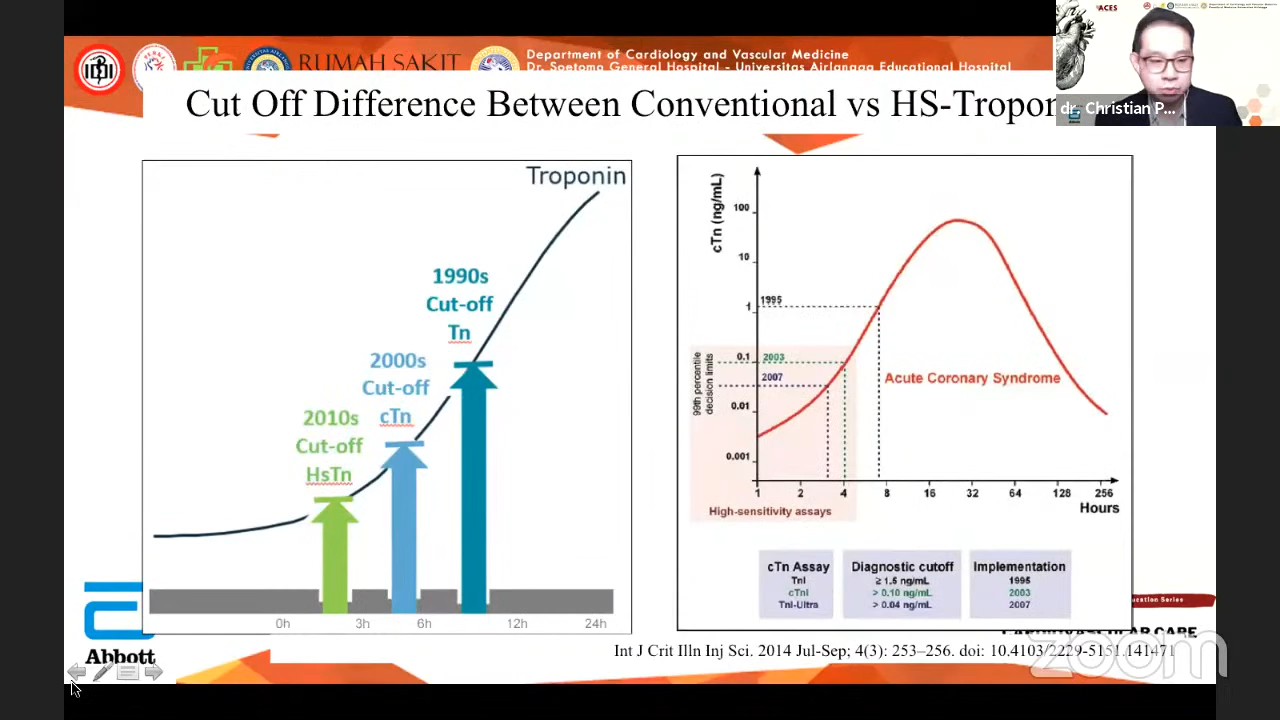 ACES
RUMAH SAKIT
Department of Cardiology and Vascular Medicine
Dr. Soetomo General Hospital - Universitas Airlangga Educational Hospital
dr. Christian P...
Cut Off Difference Between Conventional vs HS-Tropon
Troponin
1990s
Cut-off
Tn
2000s
Cut-off
cTn
2010s
Cut-off
HsTn
0h 3h 6h 12h 24h
cTn (ng/mL)
100
10
1
0.1
0.01
0.001
1995
2003
2007
99th percentile
decision limits
Acute Coronary Syndrome
1 2 4 8 16 32 64 128 256
Hours
High-sensitivity assays
cTn Assay Diagnostic cutoff Implementation
TnI ≥ 1.5 ng/mL 1995
cTnI > 0.10 ng/mL 2003
TnI-Ultra > 0.04 ng/mL 2007
ucation Series
CARDIOVASCULAR CARE
Abbott
Int J Crit Illn Inj Sci. 2014 Jul-Sep; 4(3): 253–256. doi: 10.4103/2229-5151.141471
zoom